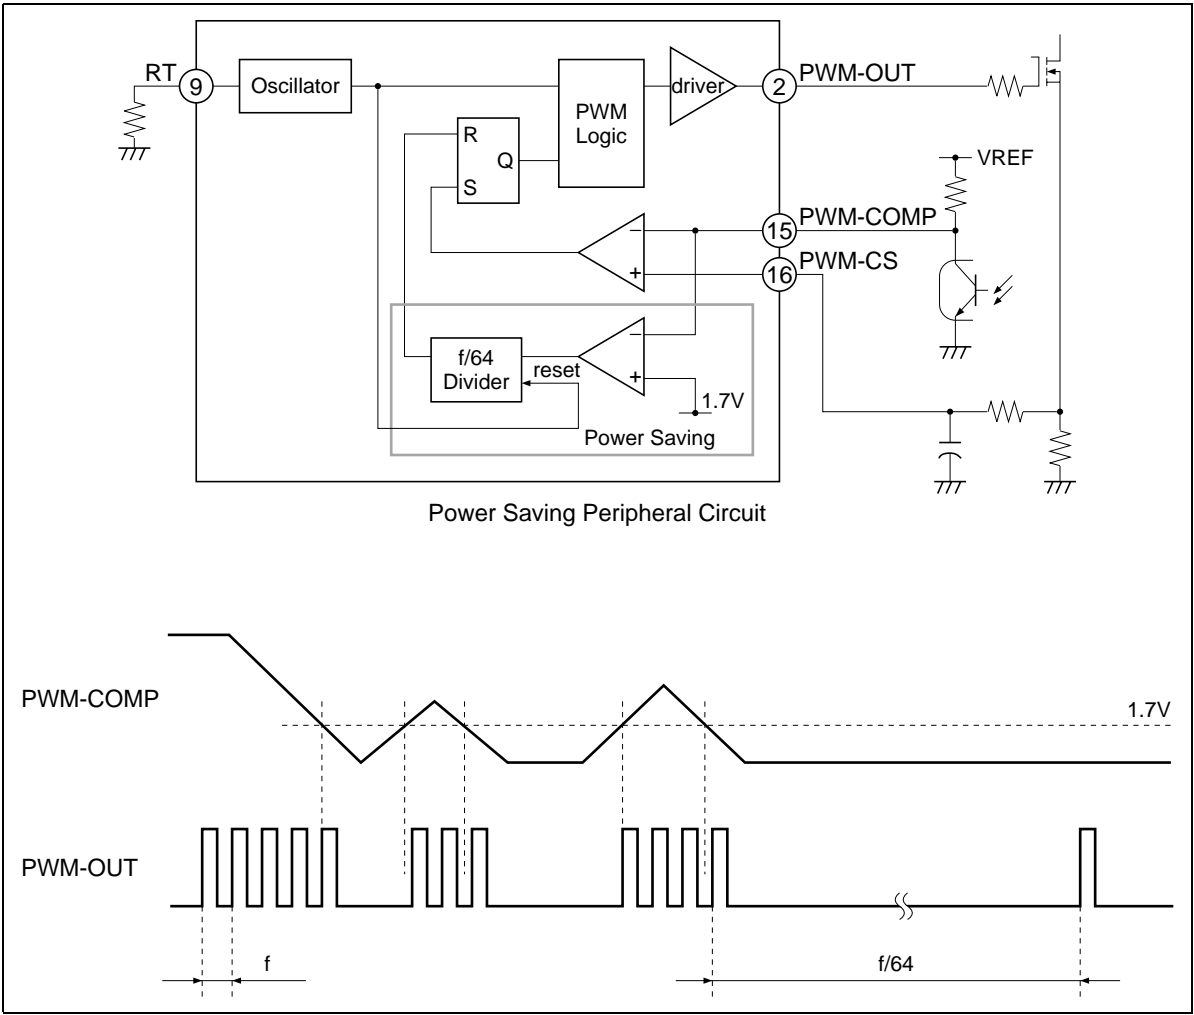 RT
9
Oscillator
PWM
Logic
driver
2
PWM-OUT
R
S
Q
VREF
15
PWM-COMP
16
PWM-CS
−
+
−
+
f/64
Divider
reset
1.7V
Power Saving
Power Saving Peripheral Circuit
PWM-COMP
1.7V
PWM-OUT
f
f/64